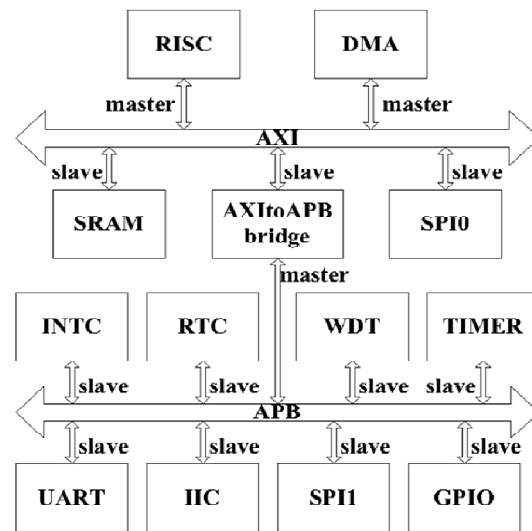 RISC DMA
master master
AXI
slave slave slave
SRAM AXItoAPB bridge SPI0
master
INTC RTC WDT TIMER
slave slave slave slave
APB
slave slave slave slave
UART IIC SPI1 GPIO